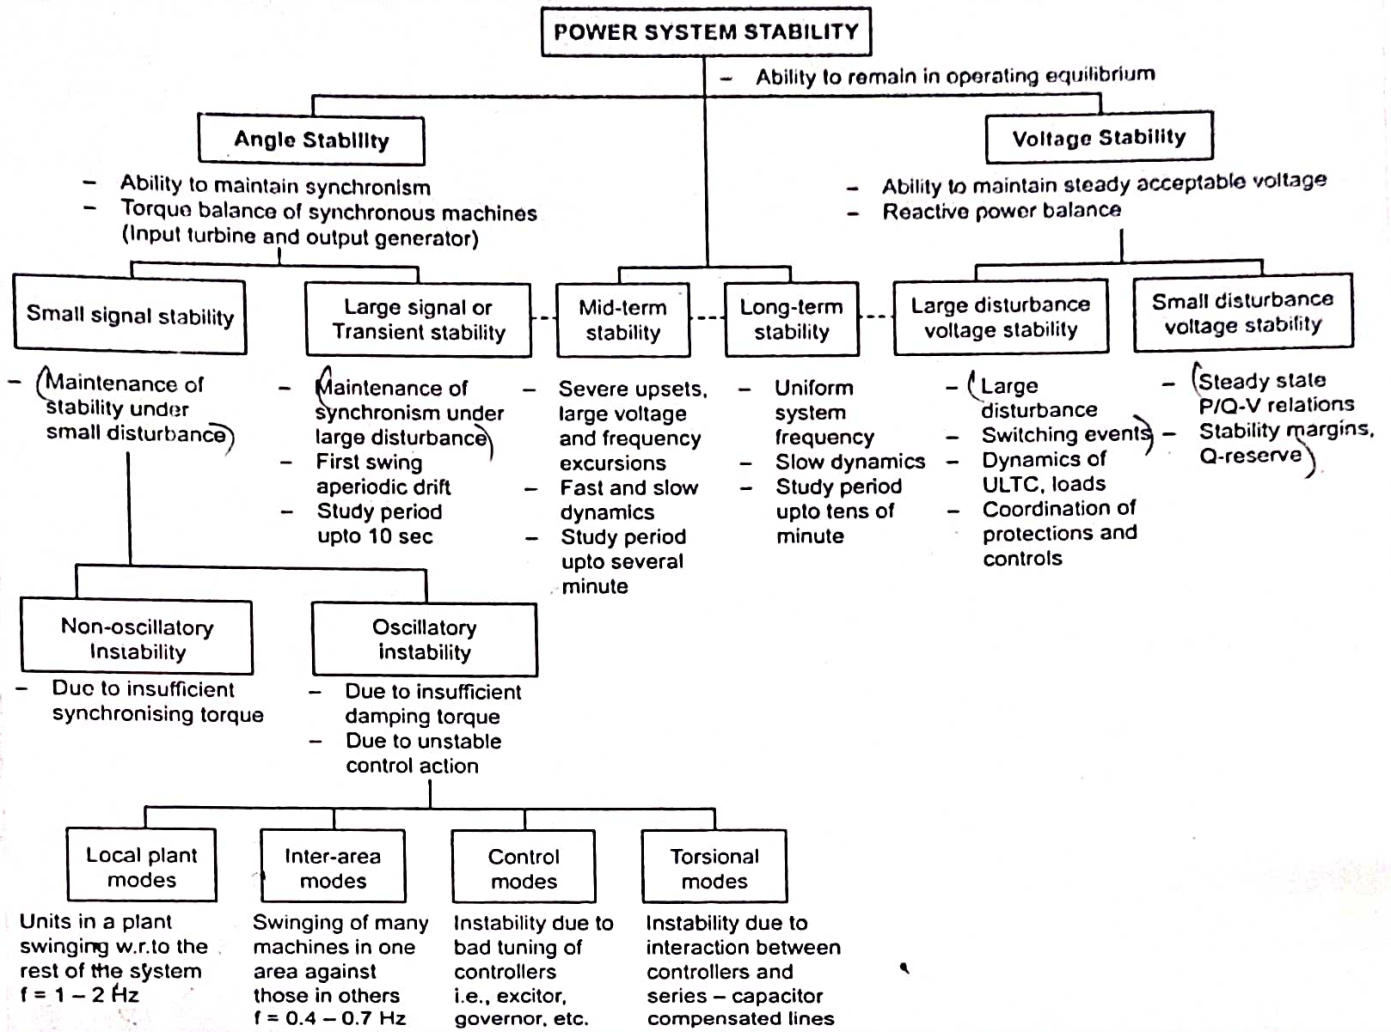 POWER SYSTEM STABILITY
– Ability to remain in operating equilibrium
Angle Stability
– Ability to maintain synchronism
– Torque balance of synchronous machines
(Input turbine and output generator)
Voltage Stability
– Ability to maintain steady acceptable voltage
– Reactive power balance
Small signal stability
– Maintenance of
stability under
small disturbance
Large signal or
Transient stability
– Maintenance of
synchronism under
large disturbance
– First swing
aperiodic drift
– Study period
upto 10 sec
Mid-term
stability
– Severe upsets,
large voltage
and frequency
excursions
– Fast and slow
dynamics
– Study period
upto several
minute
Long-term
stability
– Uniform
system
frequency
– Slow dynamics
– Study period
upto tens of
minute
Large disturbance
voltage stability
– Large
disturbance
– Switching events
– Dynamics of
ULTC, loads
– Coordination of
protections and
controls
Small disturbance
voltage stability
– Steady state
P/Q-V relations
– Stability margins,
Q-reserve
Non-oscillatory
Instability
– Due to insufficient
synchronising torque
Oscillatory
instability
– Due to insufficient
damping torque
– Due to unstable
control action
Local plant
modes
Units in a plant
swinging w.r.to the
rest of the system
f = 1 – 2 Hz
Inter-area
modes
Swinging of many
machines in one
area against
those in others
f = 0.4 – 0.7 Hz
Control
modes
Instability due to
bad tuning of
controllers
i.e., excitor,
governor, etc.
Torsional
modes
Instability due to
interaction between
controllers and
series – capacitor
compensated lines